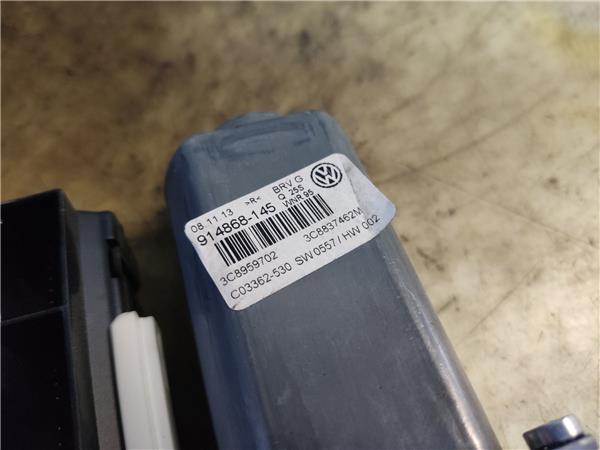 08.11.13 >R< BRV G
914868-145 Q 25S
WNR.95
3C8959702 3C8837462M
C03362-530 SW0557 / HW 002